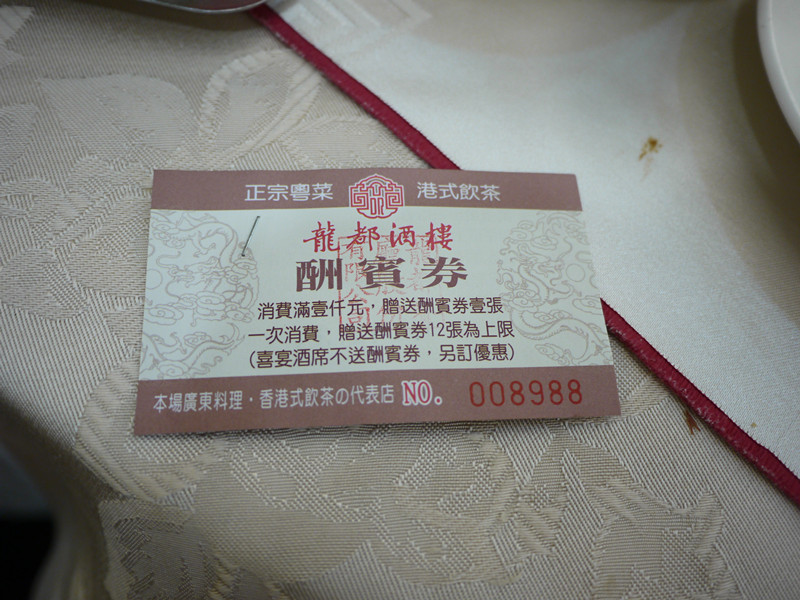 正宗粵菜 港式飲茶
龍都酒樓
酬賓券
消費滿壹仟元，贈送酬賓券壹張
一次消費，贈送酬賓券12張為上限
(喜宴酒席不送酬賓券，另訂優惠)
本場廣東料理・香港式飲茶の代表店 NO。 008988